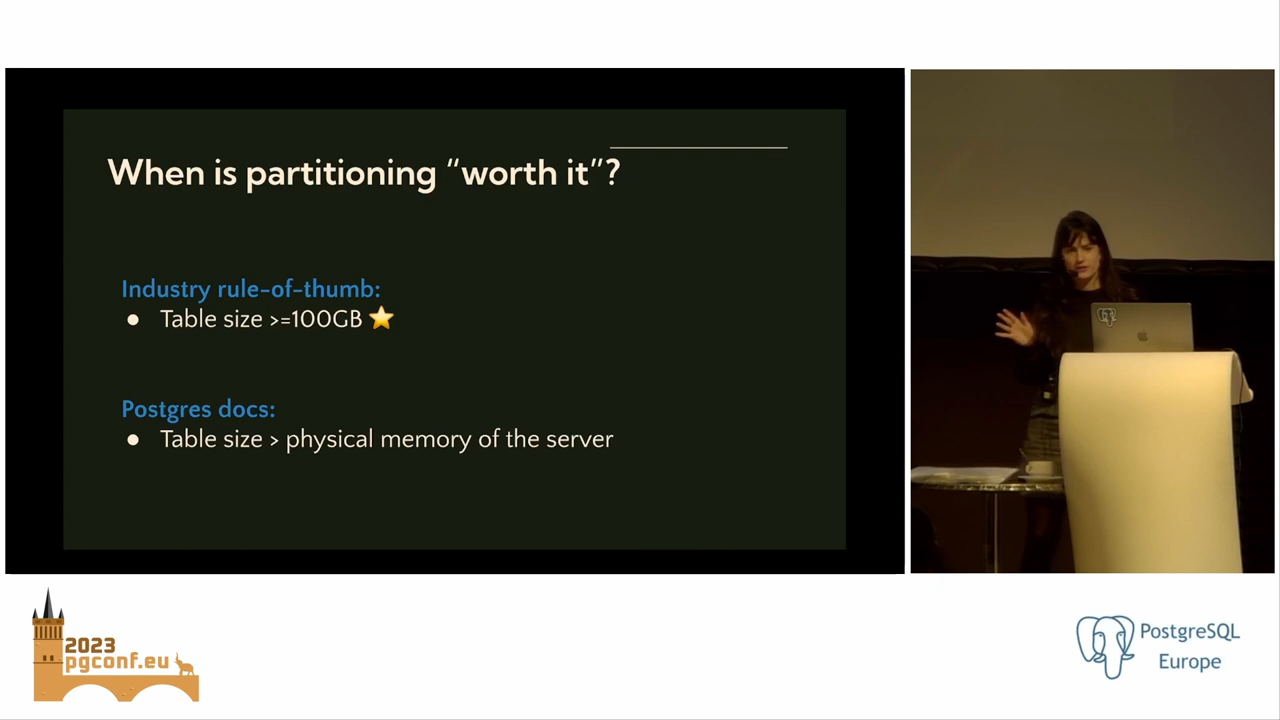 When is partitioning “worth it”?
Industry rule-of-thumb:
● Table size >=100GB ⭐
Postgres docs:
● Table size > physical memory of the server
2023
pgconf.eu
PostgreSQL
Europe